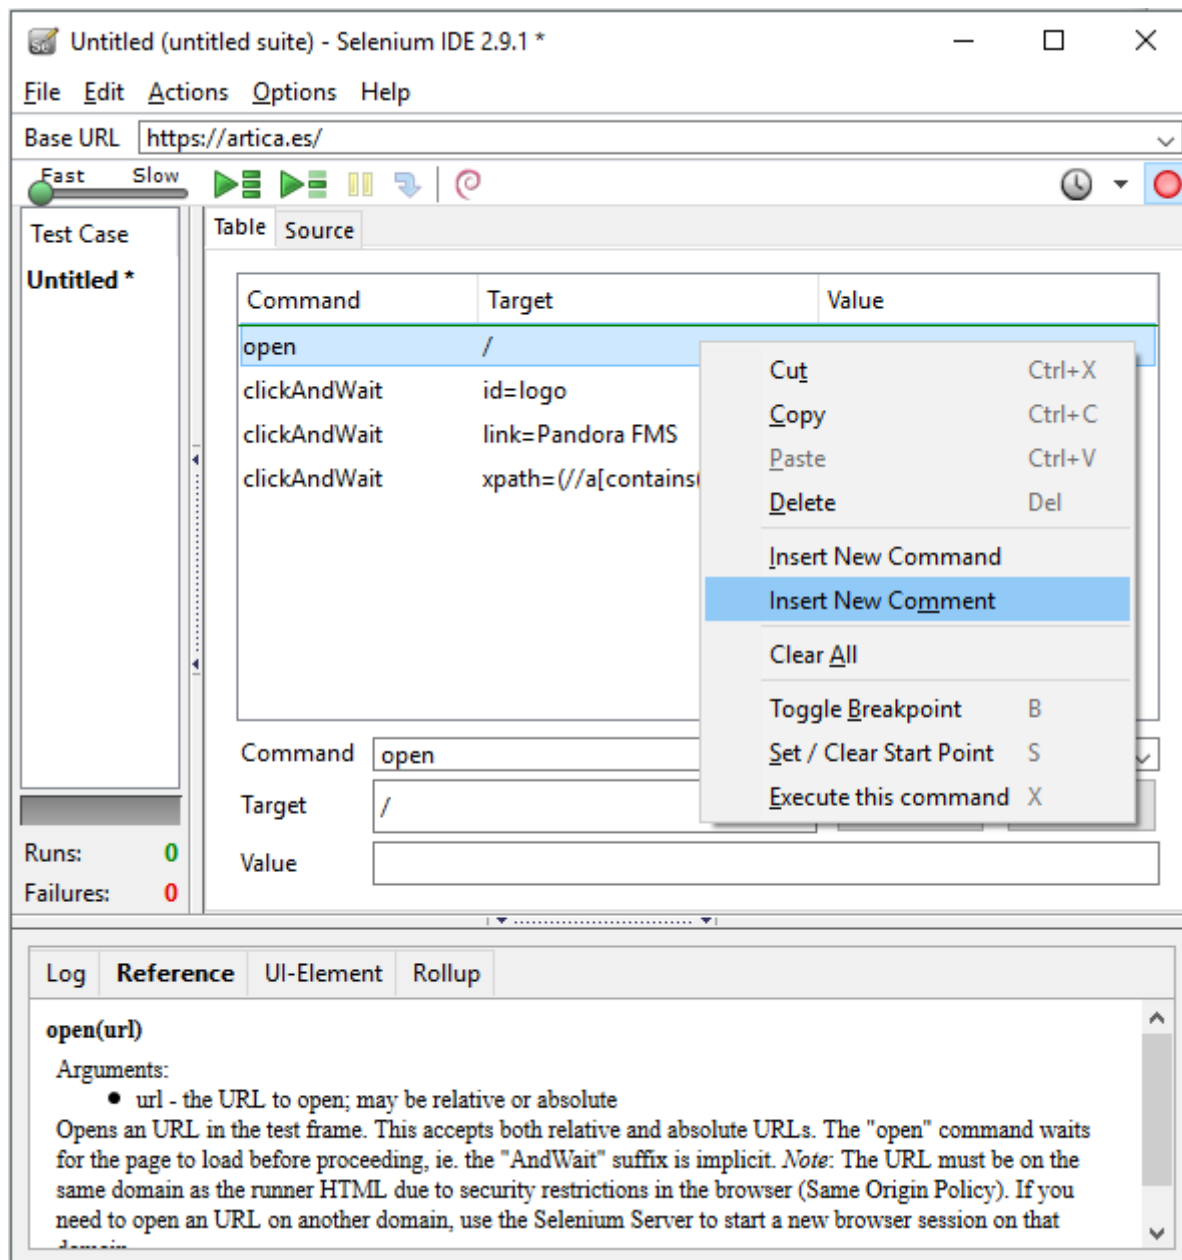 Untitled (untitled suite) - Selenium IDE 2.9.1 *
File Edit Actions Options Help
Base URL https://artica.es/
Fast Slow
Test Case
Untitled *
Table Source
Command Target Value
open /
clickAndWait id=logo
clickAndWait link=Pandora FMS
clickAndWait xpath=(//a[contains(
Cut Ctrl+X
Copy Ctrl+C
Paste Ctrl+V
Delete Del
Insert New Command
Insert New Comment
Clear All
Toggle Breakpoint B
Set / Clear Start Point S
Execute this command X
Command open
Target /
Value
Runs: 0
Failures: 0
Log Reference UI-Element Rollup
open(url)
Arguments:
• url - the URL to open; may be relative or absolute
Opens an URL in the test frame. This accepts both relative and absolute URLs. The "open" command waits
for the page to load before proceeding, ie. the "AndWait" suffix is implicit. Note: The URL must be on the
same domain as the runner HTML due to security restrictions in the browser (Same Origin Policy). If you
need to open an URL on another domain, use the Selenium Server to start a new browser session on that